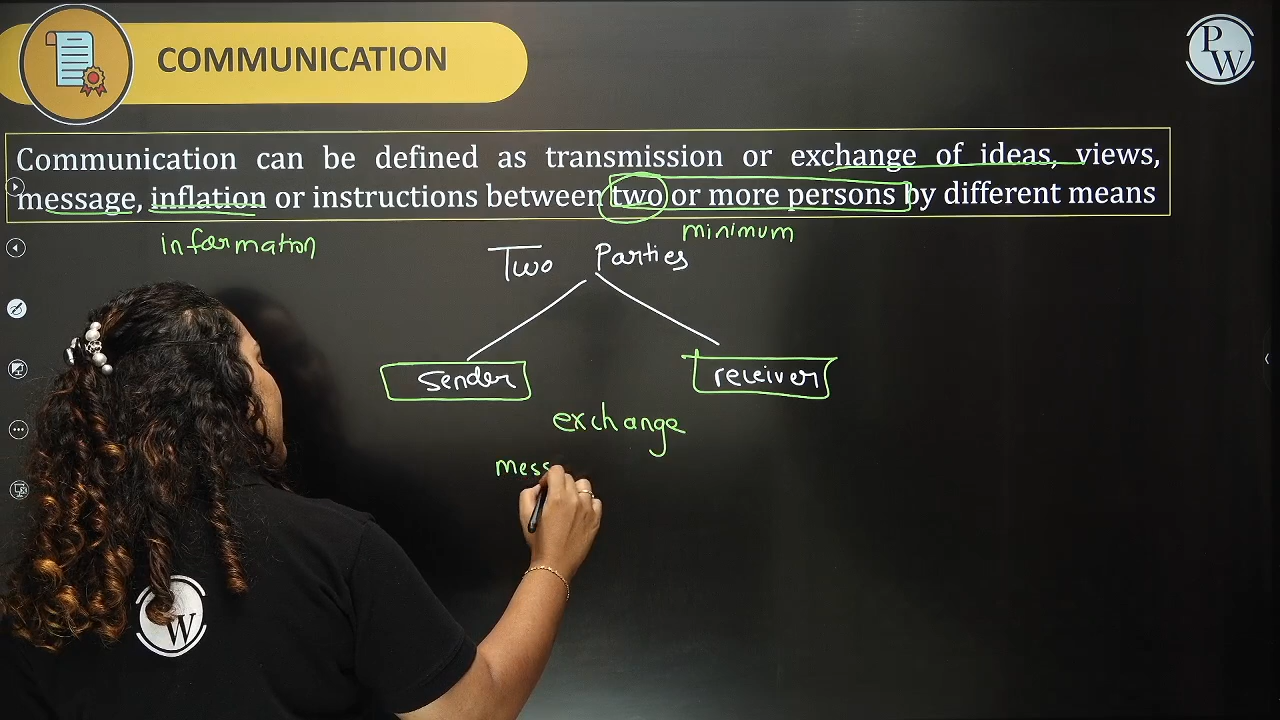 COMMUNICATION
PW
Communication can be defined as transmission or exchange of ideas, views,
message, inflation or instructions between two or more persons by different means
information
minimum
Two Parties
sender
receiver
exchange
mess
W